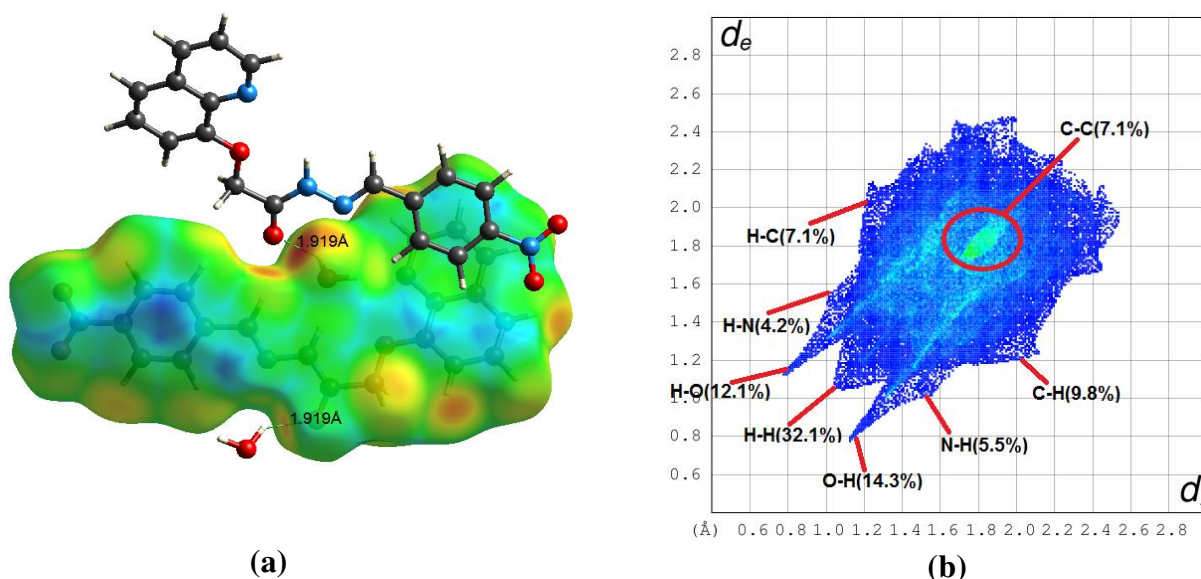 1.919Å
1.919Å
(a)
de
2.8
2.6
2.4
2.2
2.0
1.8
1.6
1.4
1.2
1.0
0.8
0.6
C-C(7.1%)
H-C(7.1%)
H-N(4.2%)
H-O(12.1%)
H-H(32.1%)
O-H(14.3%)
N-H(5.5%)
C-H(9.8%)
d
(Å) 0.6 0.8 1.0 1.2 1.4 1.6 1.8 2.0 2.2 2.4 2.6 2.8
(b)